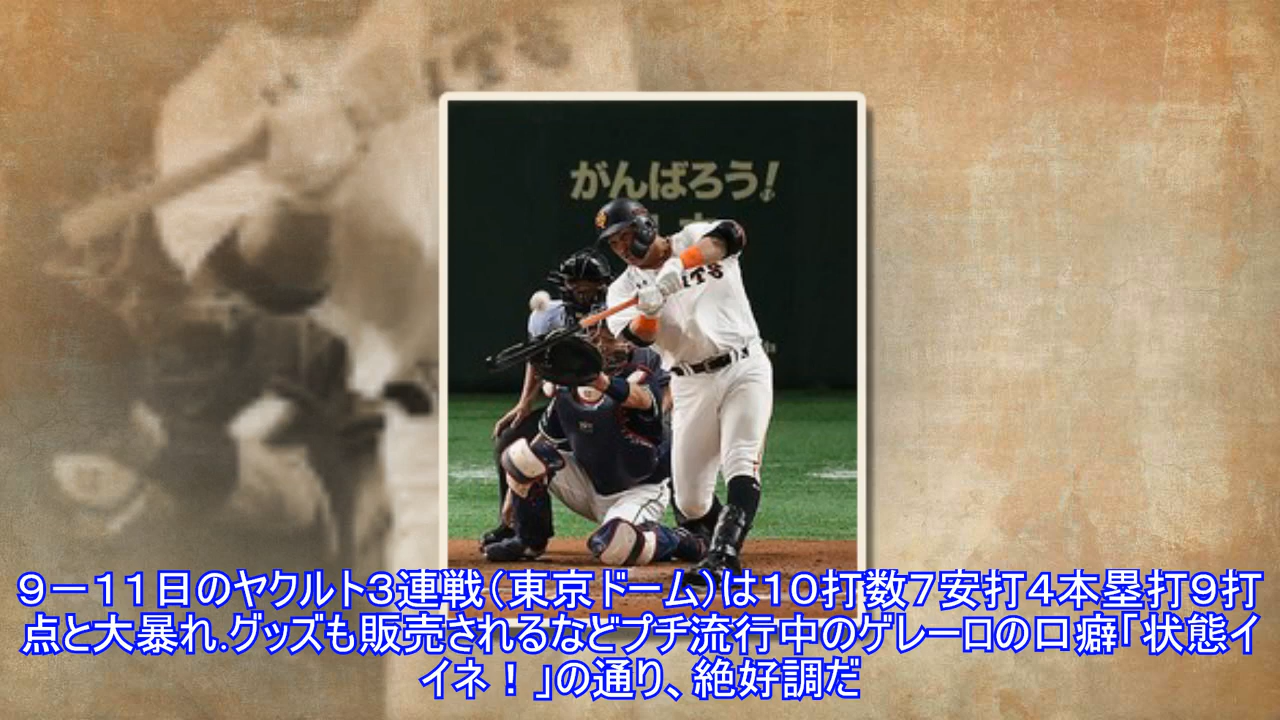 がんばろう！
ITS
９－１１日のヤクルト３連戦（東京ドーム）は１０打数７安打４本塁打９打
点と大暴れ.グッズも販売されるなどプチ流行中のゲレーロの口癖「状態イ
イネ！」の通り、絶好調だ